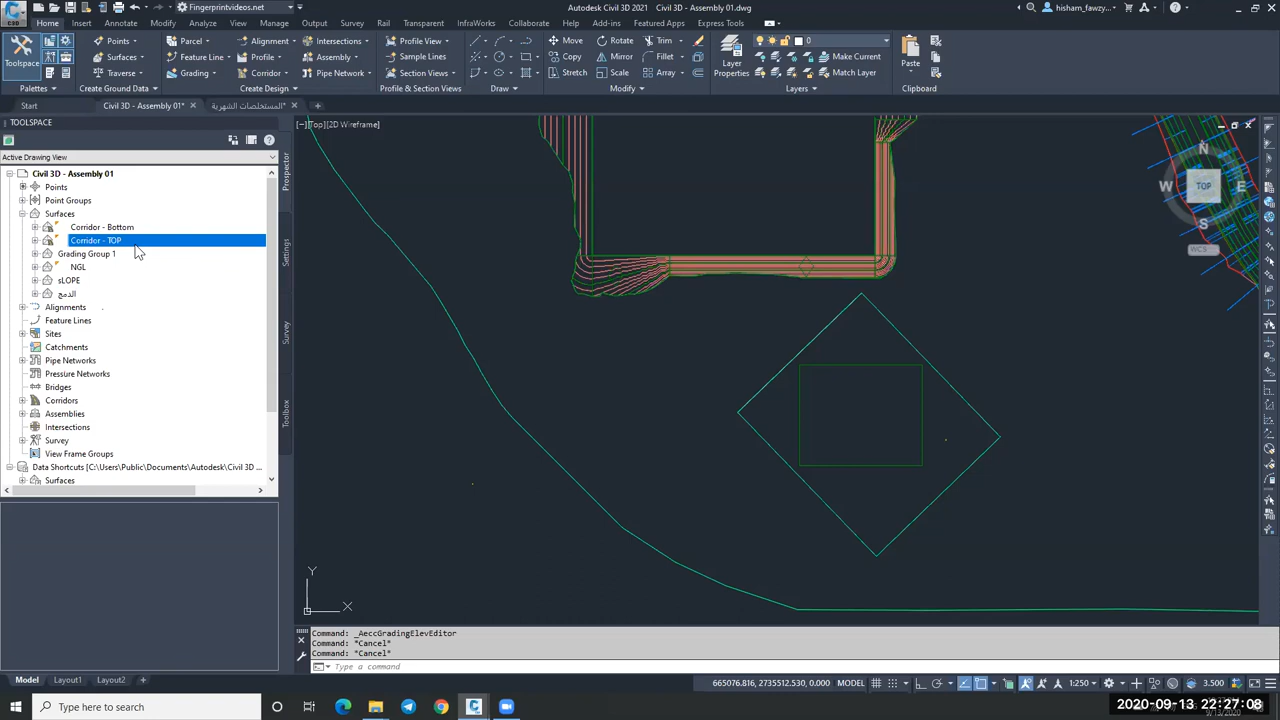 C3D
Fingerprintvideos.net
Autodesk Civil 3D 2021  Civil 3D - Assembly 01.dwg
hisham_fawzy...
Home Insert Annotate Modify Analyze View Manage Output Survey Rail Transparent InfraWorks Collaborate Help Add-ins Featured Apps Express Tools
Toolspace
Points
Surfaces
Traverse
Parcel
Feature Line
Grading
Alignment
Profile
Corridor
Intersections
Assembly
Pipe Network
Profile View
Sample Lines
Section Views
Move
Copy
Stretch
Rotate
Mirror
Scale
Trim
Fillet
Array
Layer
Properties
0
Make Current
Match Layer
Paste
Palettes
Create Ground Data
Create Design
Profile & Section Views
Draw
Modify
Layers
Clipboard
Start
Civil 3D - Assembly 01*
المستخلصات الشهرية*
TOOLSPACE
Active Drawing View
Civil 3D - Assembly 01
Points
Point Groups
Surfaces
Corridor - Bottom
Corridor - TOP
Grading Group 1
NGL
sLOPE
الدمج
Alignments
Feature Lines
Sites
Catchments
Pipe Networks
Pressure Networks
Bridges
Corridors
Assemblies
Intersections
Survey
View Frame Groups
Data Shortcuts [C:\Users\Public\Documents\Autodesk\Civil 3D ...
Surfaces
Prospector
Settings
Survey
Toolbox
[−][Top][2D Wireframe]
N
W
TOP
E
S
WCS
Y
X
Command: _AeccGradingElevEditor
Command: *Cancel*
Command: *Cancel*
Type a command
Model
Layout1
Layout2
665076.816, 2735512.530, 0.000
MODEL
1:250
3.500
Type here to search
2020-09-13 22:27:08